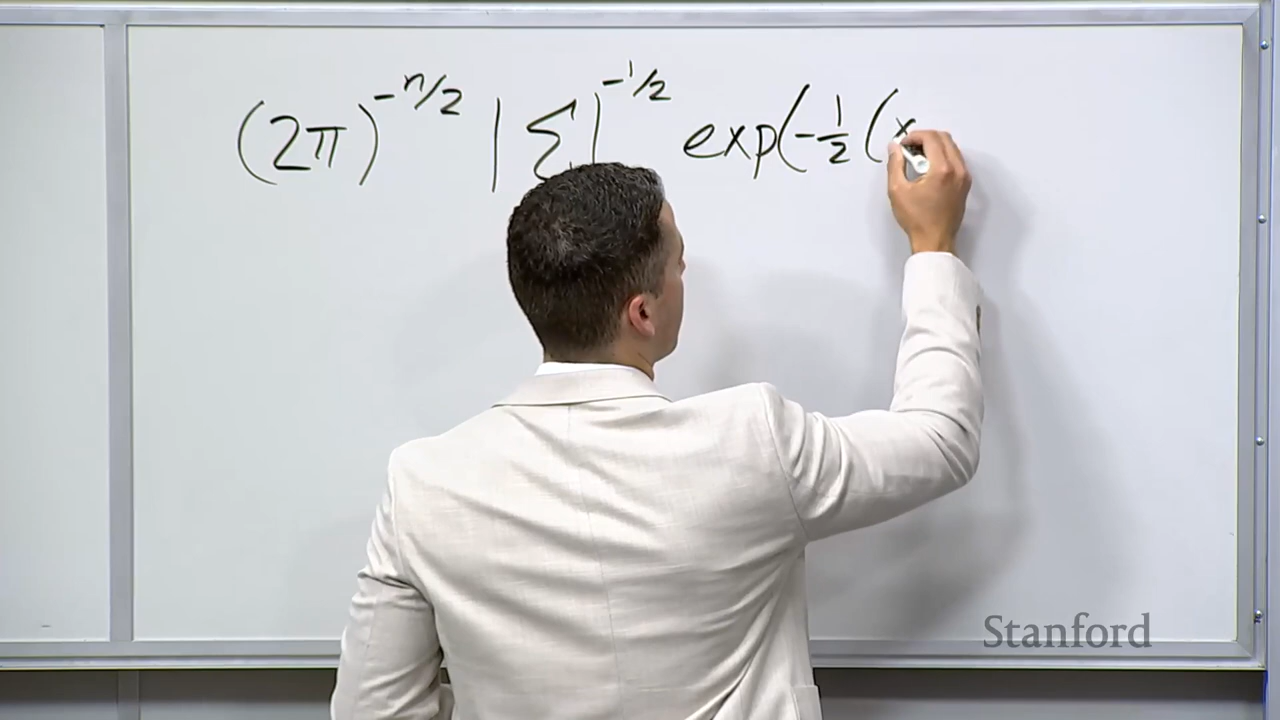 (2π)^{-n/2} |Σ|^{-1/2} exp(-1/2 (x
Stanford